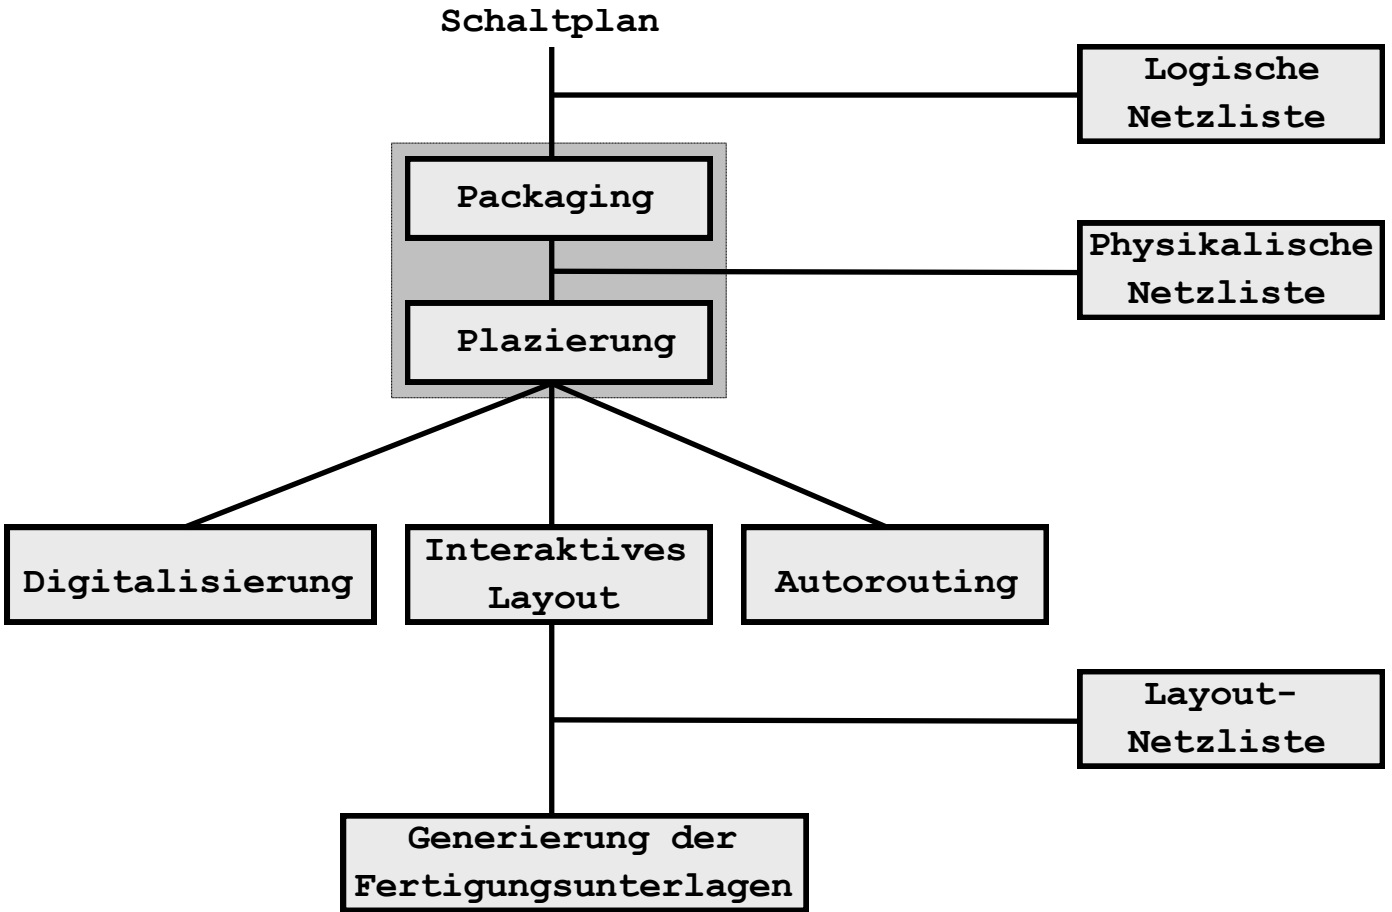 Schaltplan
Logische
Netzliste
Packaging
Physikalische
Netzliste
Plazierung
Digitalisierung
Interaktives
Layout
Autorouting
Layout-
Netzliste
Generierung der
Fertigungsunterlagen